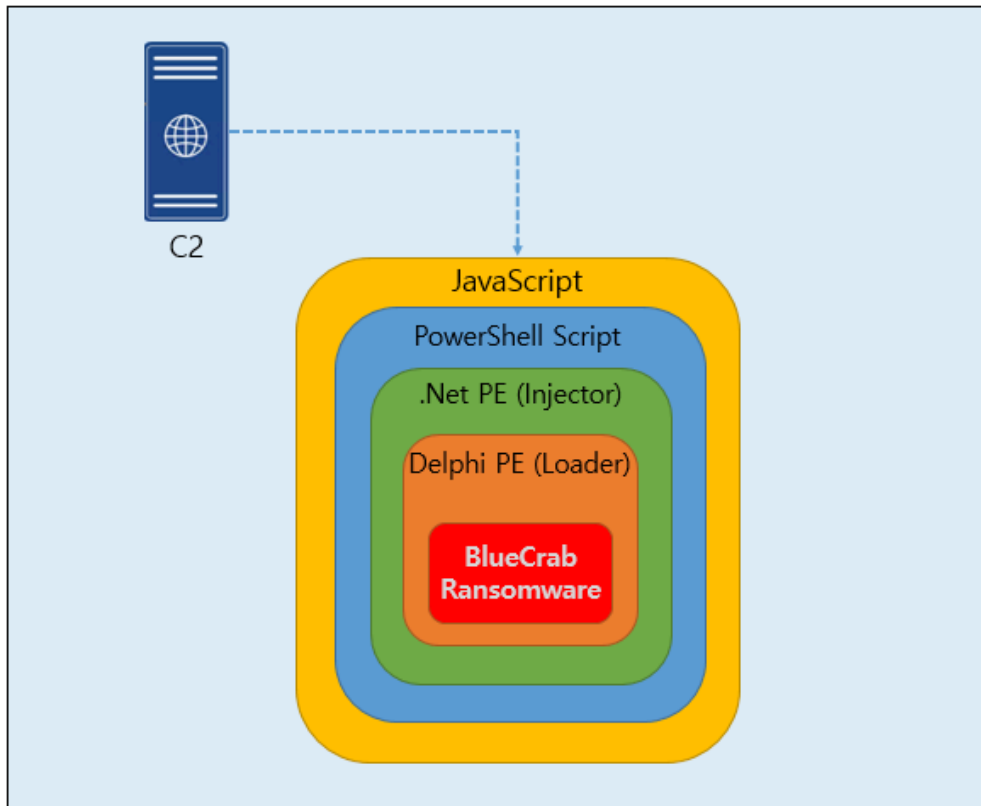 C2
JavaScript
PowerShell Script
.Net PE (Injector)
Delphi PE (Loader)
BlueCrab
Ransomware